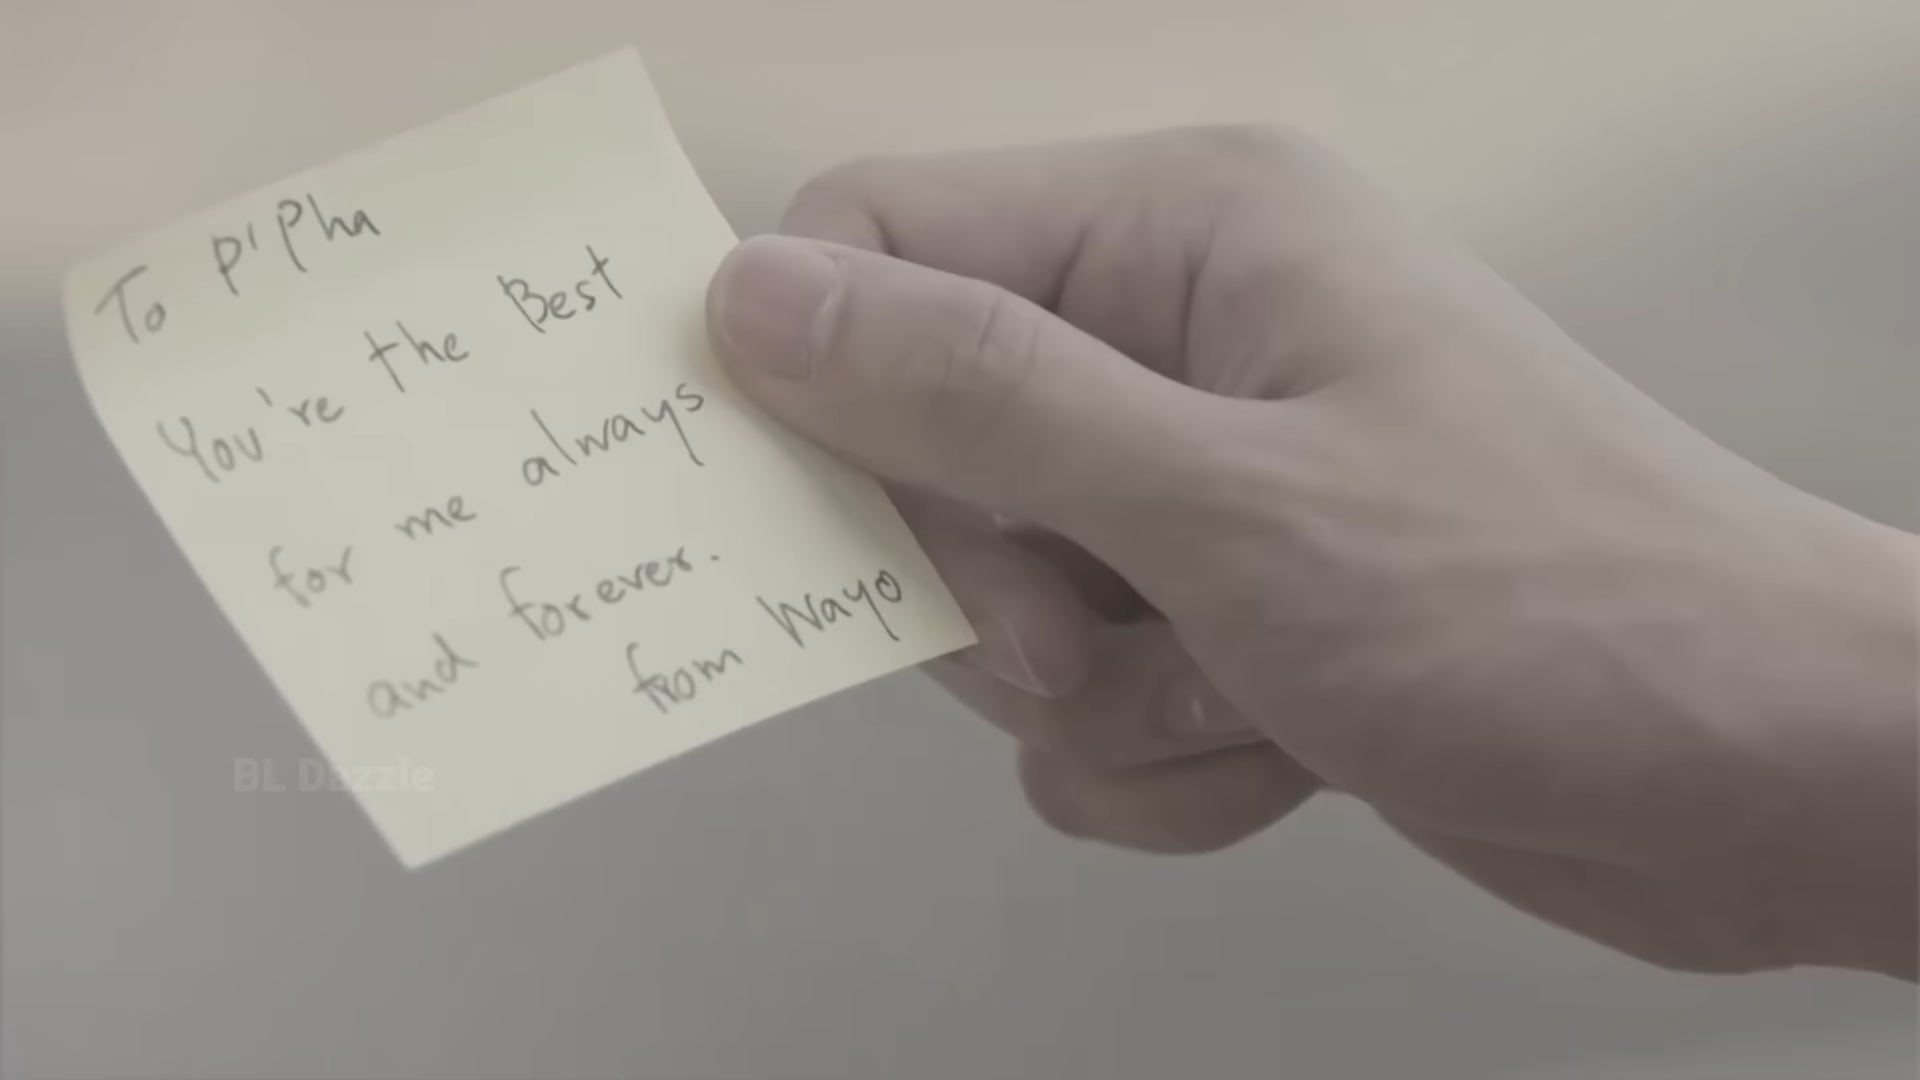 To P'Pha
You're the Best
for me always
and forever.
from Wayo
BL Dazzle